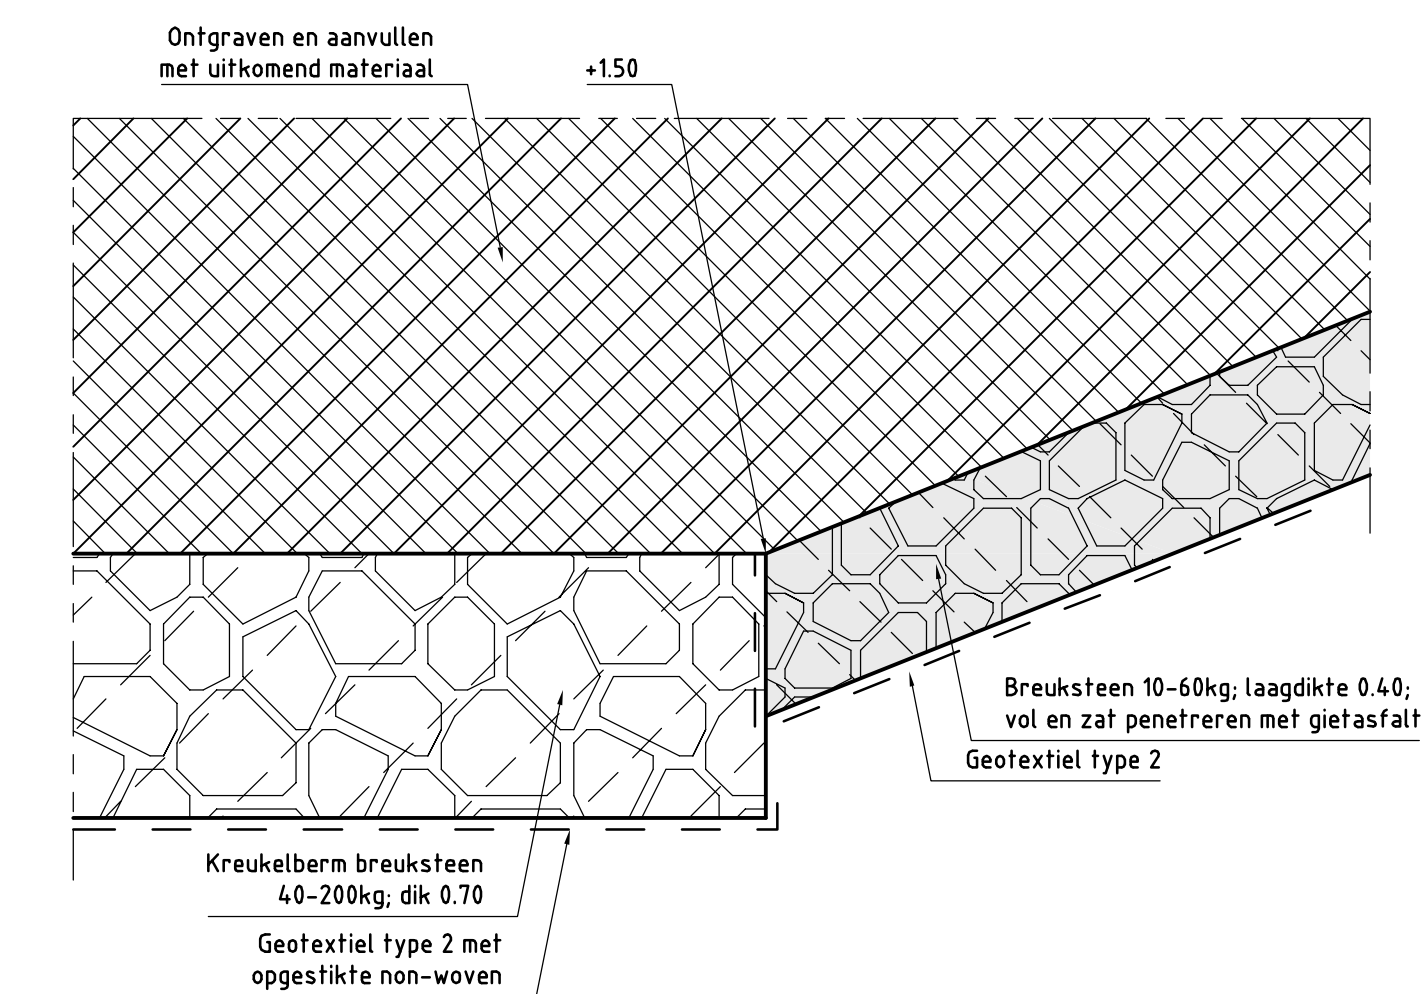 Ontgraven en aanvullen
met uitkomend materiaal
+1.50
Breuksteen 10-60kg; laagdikte 0.40;
vol en zat penetreren met gietasfalt
Geotextiel type 2
Kreukelberm breuksteen
40-200kg; dik 0.70
Geotextiel type 2 met
opgestikte non-woven